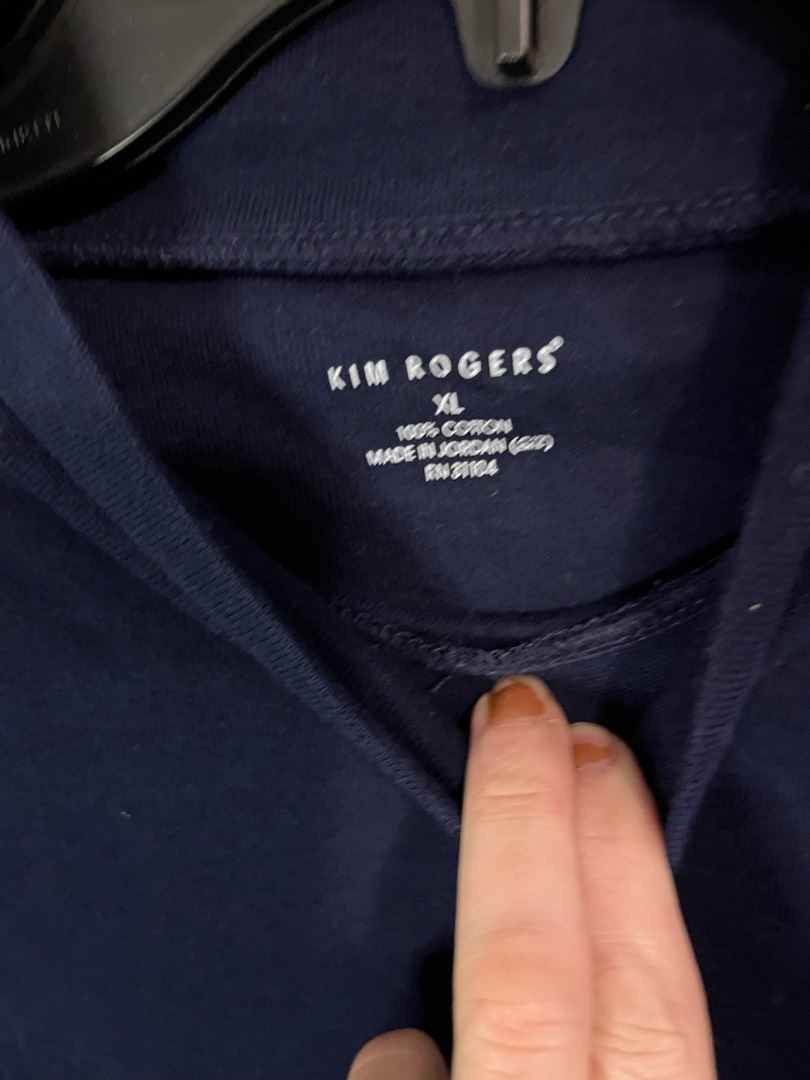 KIM ROGERS®
XL
100% COTTON
MADE IN JORDAN
RN 31104